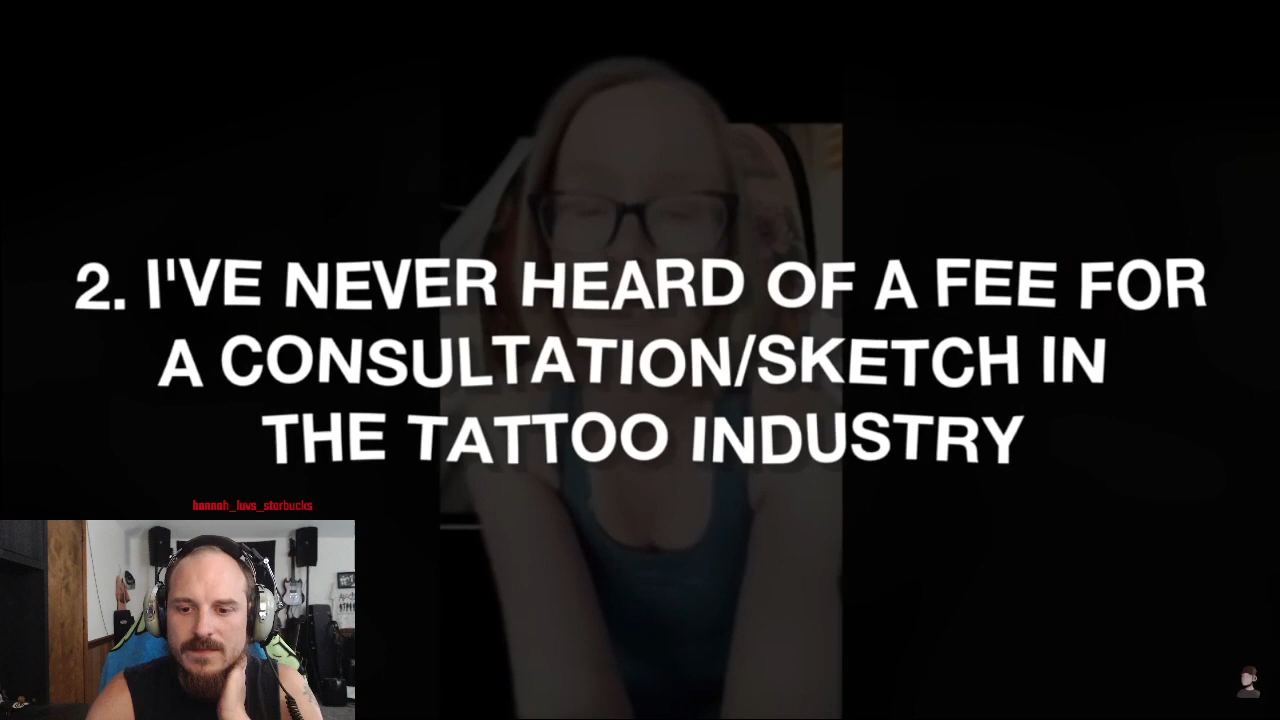 2. I'VE NEVER HEARD OF A FEE FOR
A CONSULTATION/SKETCH IN
THE TATTOO INDUSTRY
hannah_luvs_starbucks